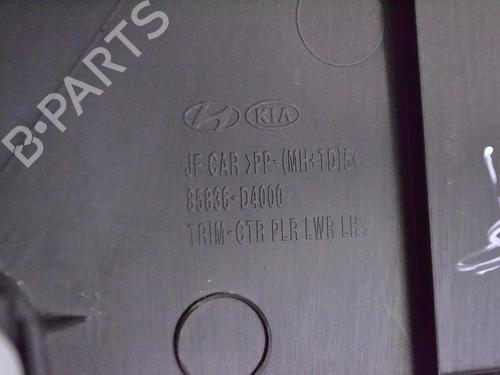 B-PARTS
KIA
JF CAR >PP-(MH+TD)5<
85836-D4000
TRIM-CTR PLR LWR LH